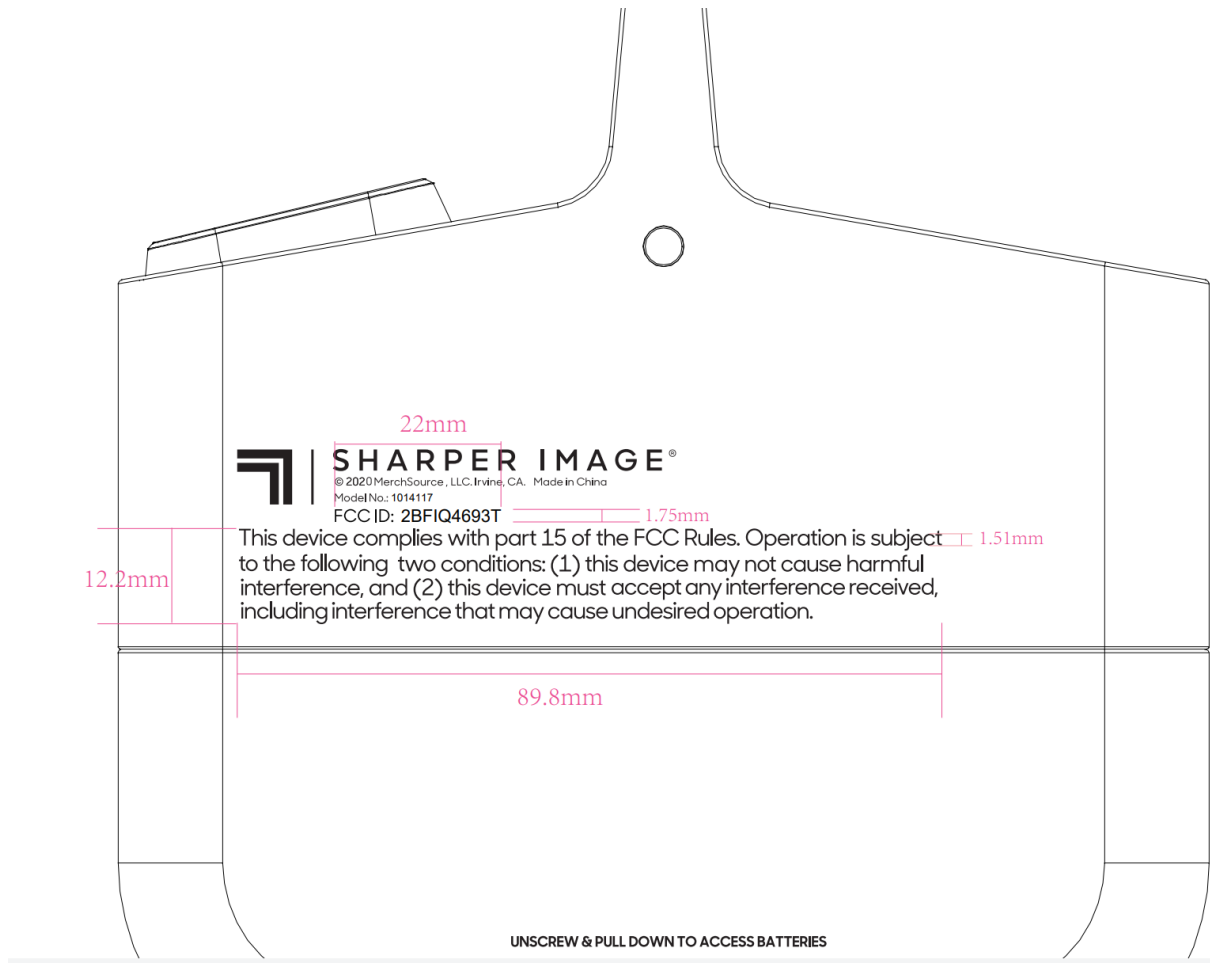 22mm
SHARPER IMAGE®
© 2020 MerchSource, LLC. Irvine, CA. Made in China
Model No.: 1014117
FCC ID: 2BFIQ4693T
1.75mm
This device complies with part 15 of the FCC Rules. Operation is subject
1.51mm
to the following two conditions: (1) this device may not cause harmful
12.2mm
interference, and (2) this device must accept any interference received,
including interference that may cause undesired operation.
89.8mm
UNSCREW & PULL DOWN TO ACCESS BATTERIES